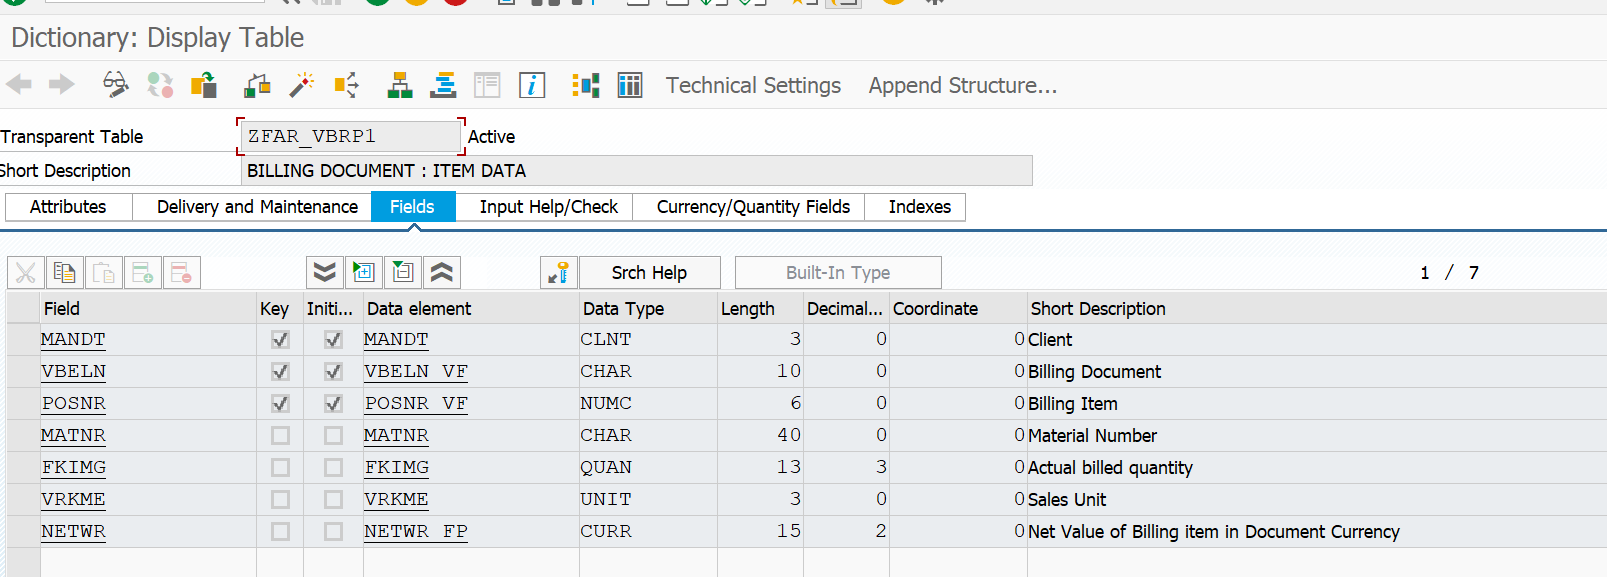 Dictionary: Display Table
Technical Settings Append Structure...
Transparent Table ZFAR_VBRP1 Active
Short Description BILLING DOCUMENT : ITEM DATA
Attributes Delivery and Maintenance Fields Input Help/Check Currency/Quantity Fields Indexes
Srch Help Built-In Type 1 / 7
Field Key Initi... Data element Data Type Length Decimal... Coordinate Short Description
MANDT MANDT CLNT 3 0 0 Client
VBELN VBELN_VF CHAR 10 0 0 Billing Document
POSNR POSNR_VF NUMC 6 0 0 Billing Item
MATNR MATNR CHAR 40 0 0 Material Number
FKIMG FKIMG QUAN 13 3 0 Actual billed quantity
VRKME VRKME UNIT 3 0 0 Sales Unit
NETWR NETWR_FP CURR 15 2 0 Net Value of Billing item in Document Currency